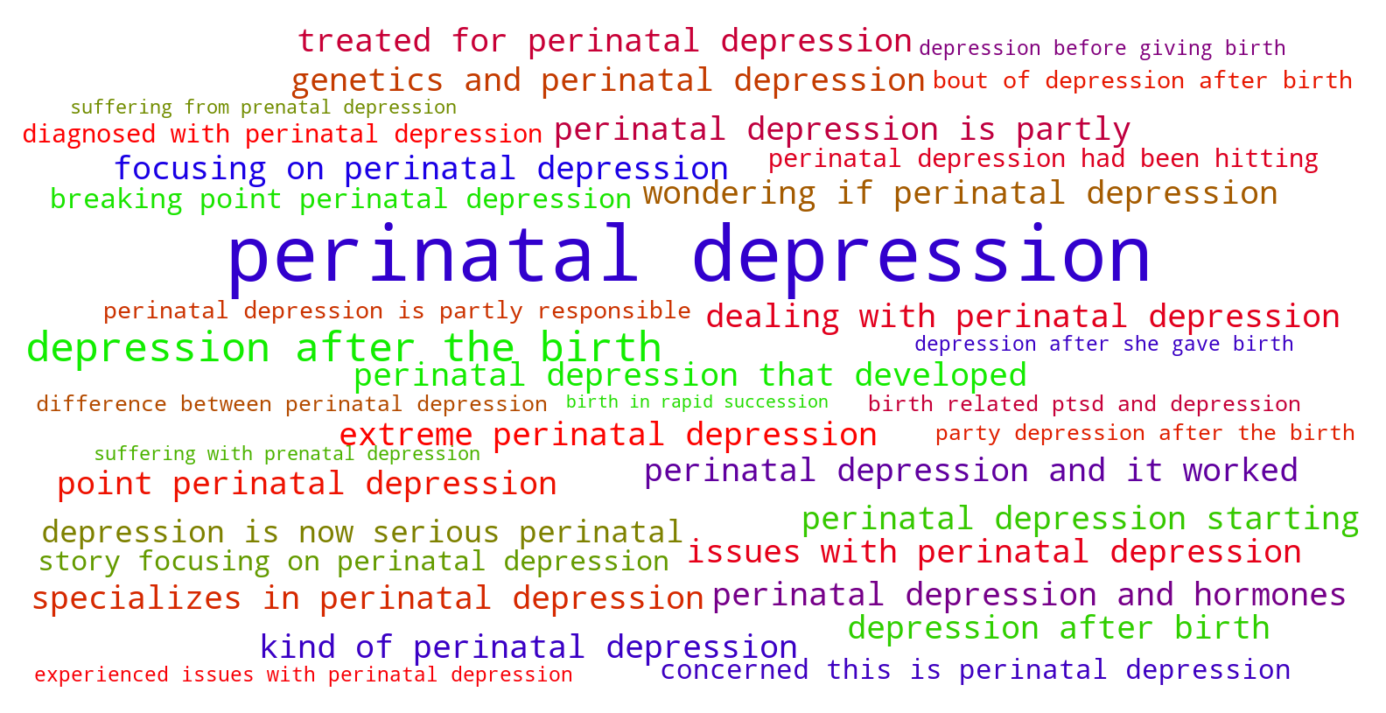 treated for perinatal depression
depression before giving birth
genetics and perinatal depression
bout of depression after birth
suffering from prenatal depression
diagnosed with perinatal depression
perinatal depression is partly
focusing on perinatal depression
perinatal depression had been hitting
breaking point perinatal depression
wondering if perinatal depression
perinatal depression
perinatal depression is partly responsible
dealing with perinatal depression
depression after the birth
depression after she gave birth
perinatal depression that developed
difference between perinatal depression
birth in rapid succession
birth related ptsd and depression
extreme perinatal depression
party depression after the birth
suffering with prenatal depression
perinatal depression and it worked
point perinatal depression
perinatal depression starting
depression is now serious perinatal
issues with perinatal depression
story focusing on perinatal depression
specializes in perinatal depression
perinatal depression and hormones
depression after birth
kind of perinatal depression
concerned this is perinatal depression
experienced issues with perinatal depression